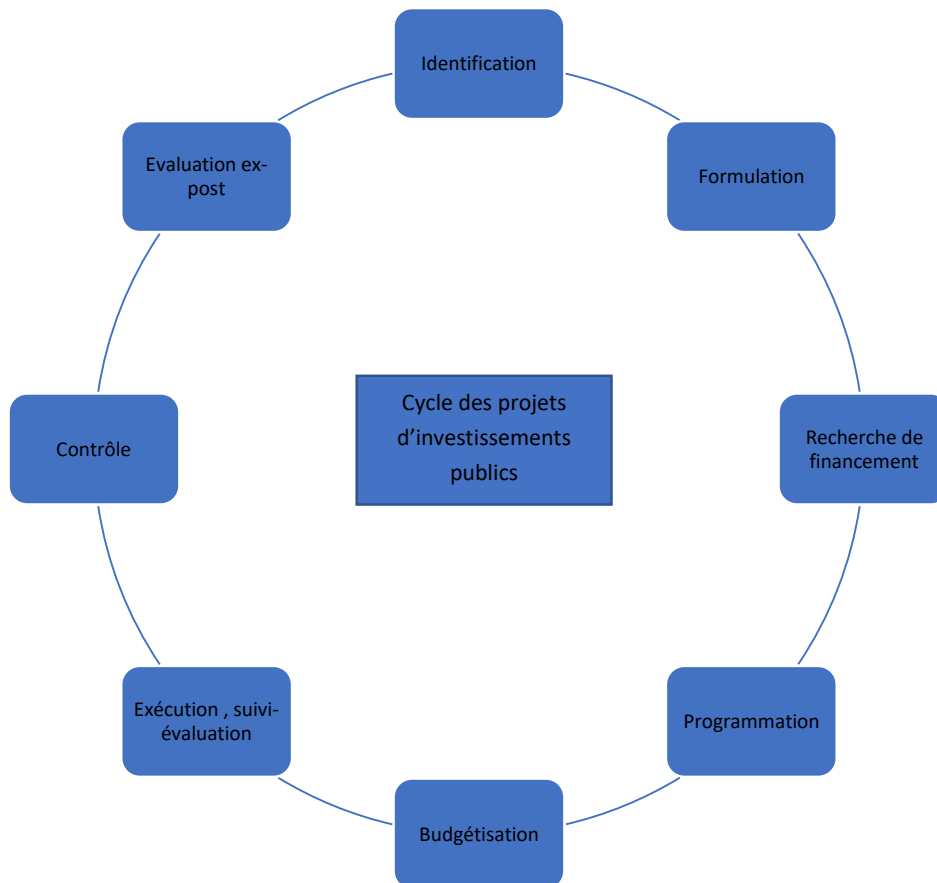 Identification
Formulation
Recherche de
financement
Programmation
Budgétisation
Exécution , suivi-
évaluation
Contrôle
Evaluation ex-
post
Cycle des projets
d’investissements
publics